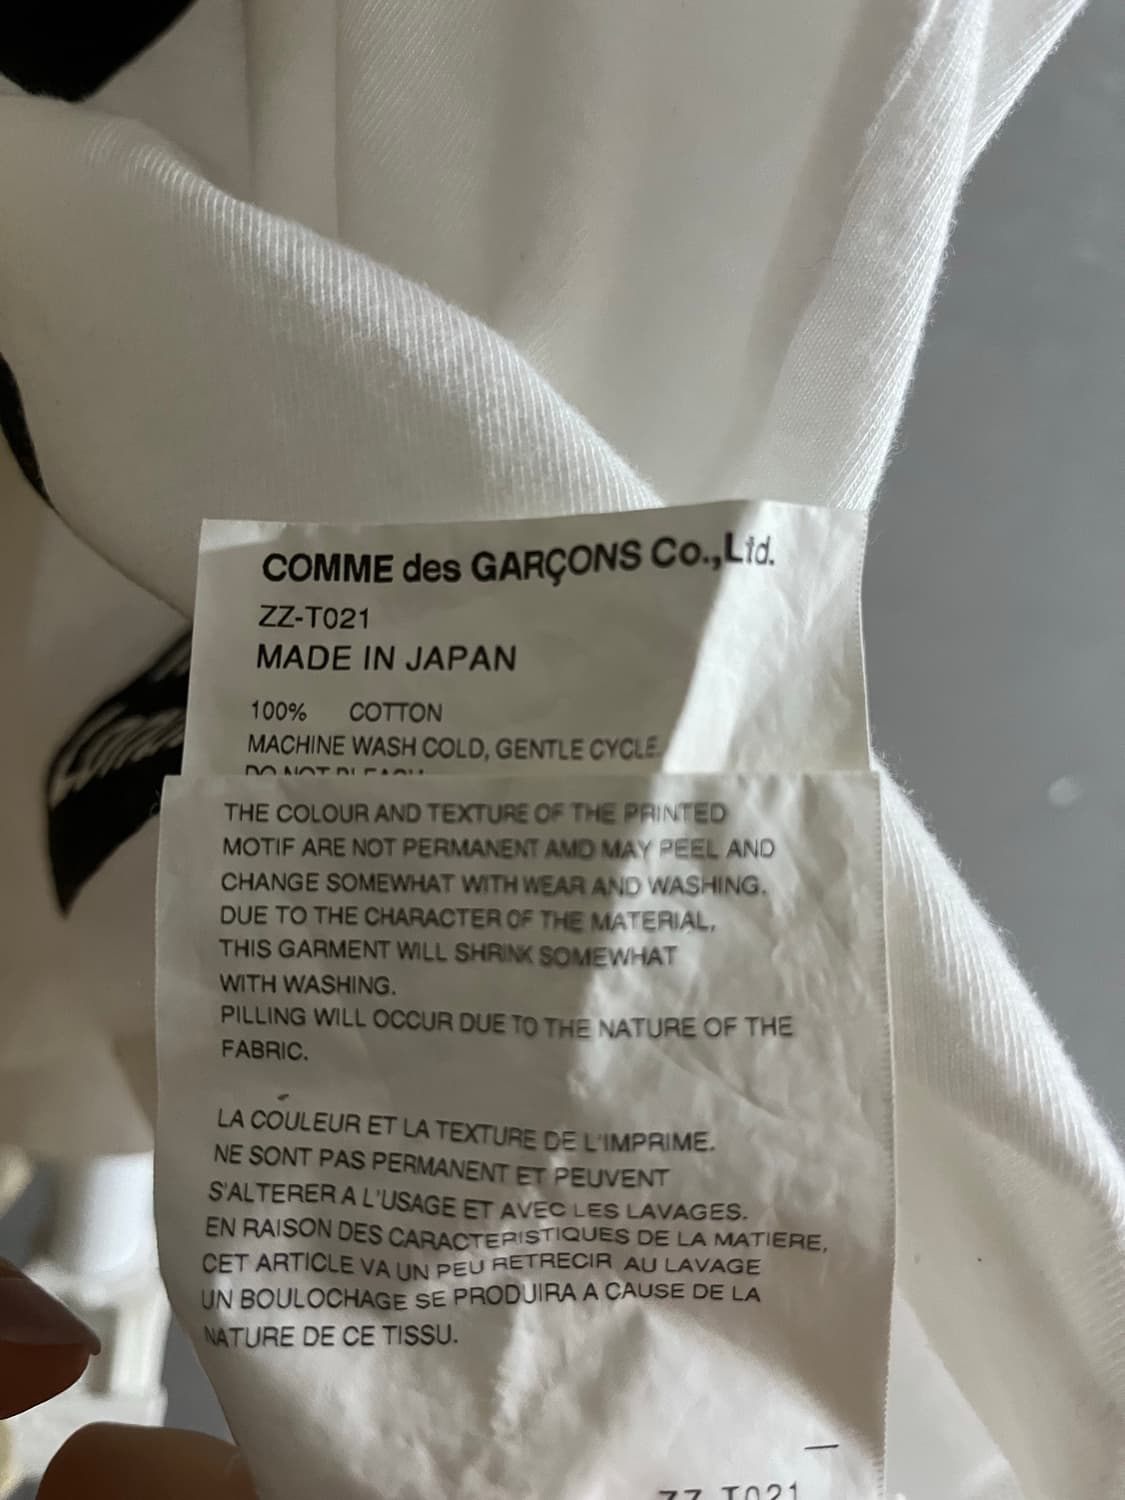 COMME des GARÇONS Co.,Ltd.
ZZ-T021
MADE IN JAPAN
100% COTTON
MACHINE WASH COLD, GENTLE CYCLE.
DO NOT BLEACH
THE COLOUR AND TEXTURE OF THE PRINTED
MOTIF ARE NOT PERMANENT AMD MAY PEEL AND
CHANGE SOMEWHAT WITH WEAR AND WASHING.
DUE TO THE CHARACTER OF THE MATERIAL,
THIS GARMENT WILL SHRINK SOMEWHAT
WITH WASHING.
PILLING WILL OCCUR DUE TO THE NATURE OF THE
FABRIC.
LA COULEUR ET LA TEXTURE DE L'IMPRIME.
NE SONT PAS PERMANENT ET PEUVENT
S'ALTERER A L'USAGE ET AVEC LES LAVAGES.
EN RAISON DES CARACTERISTIQUES DE LA MATIERE,
CET ARTICLE VA UN PEU RETRECIR AU LAVAGE
UN BOULOCHAGE SE PRODUIRA A CAUSE DE LA
NATURE DE CE TISSU.
ZZ-T021